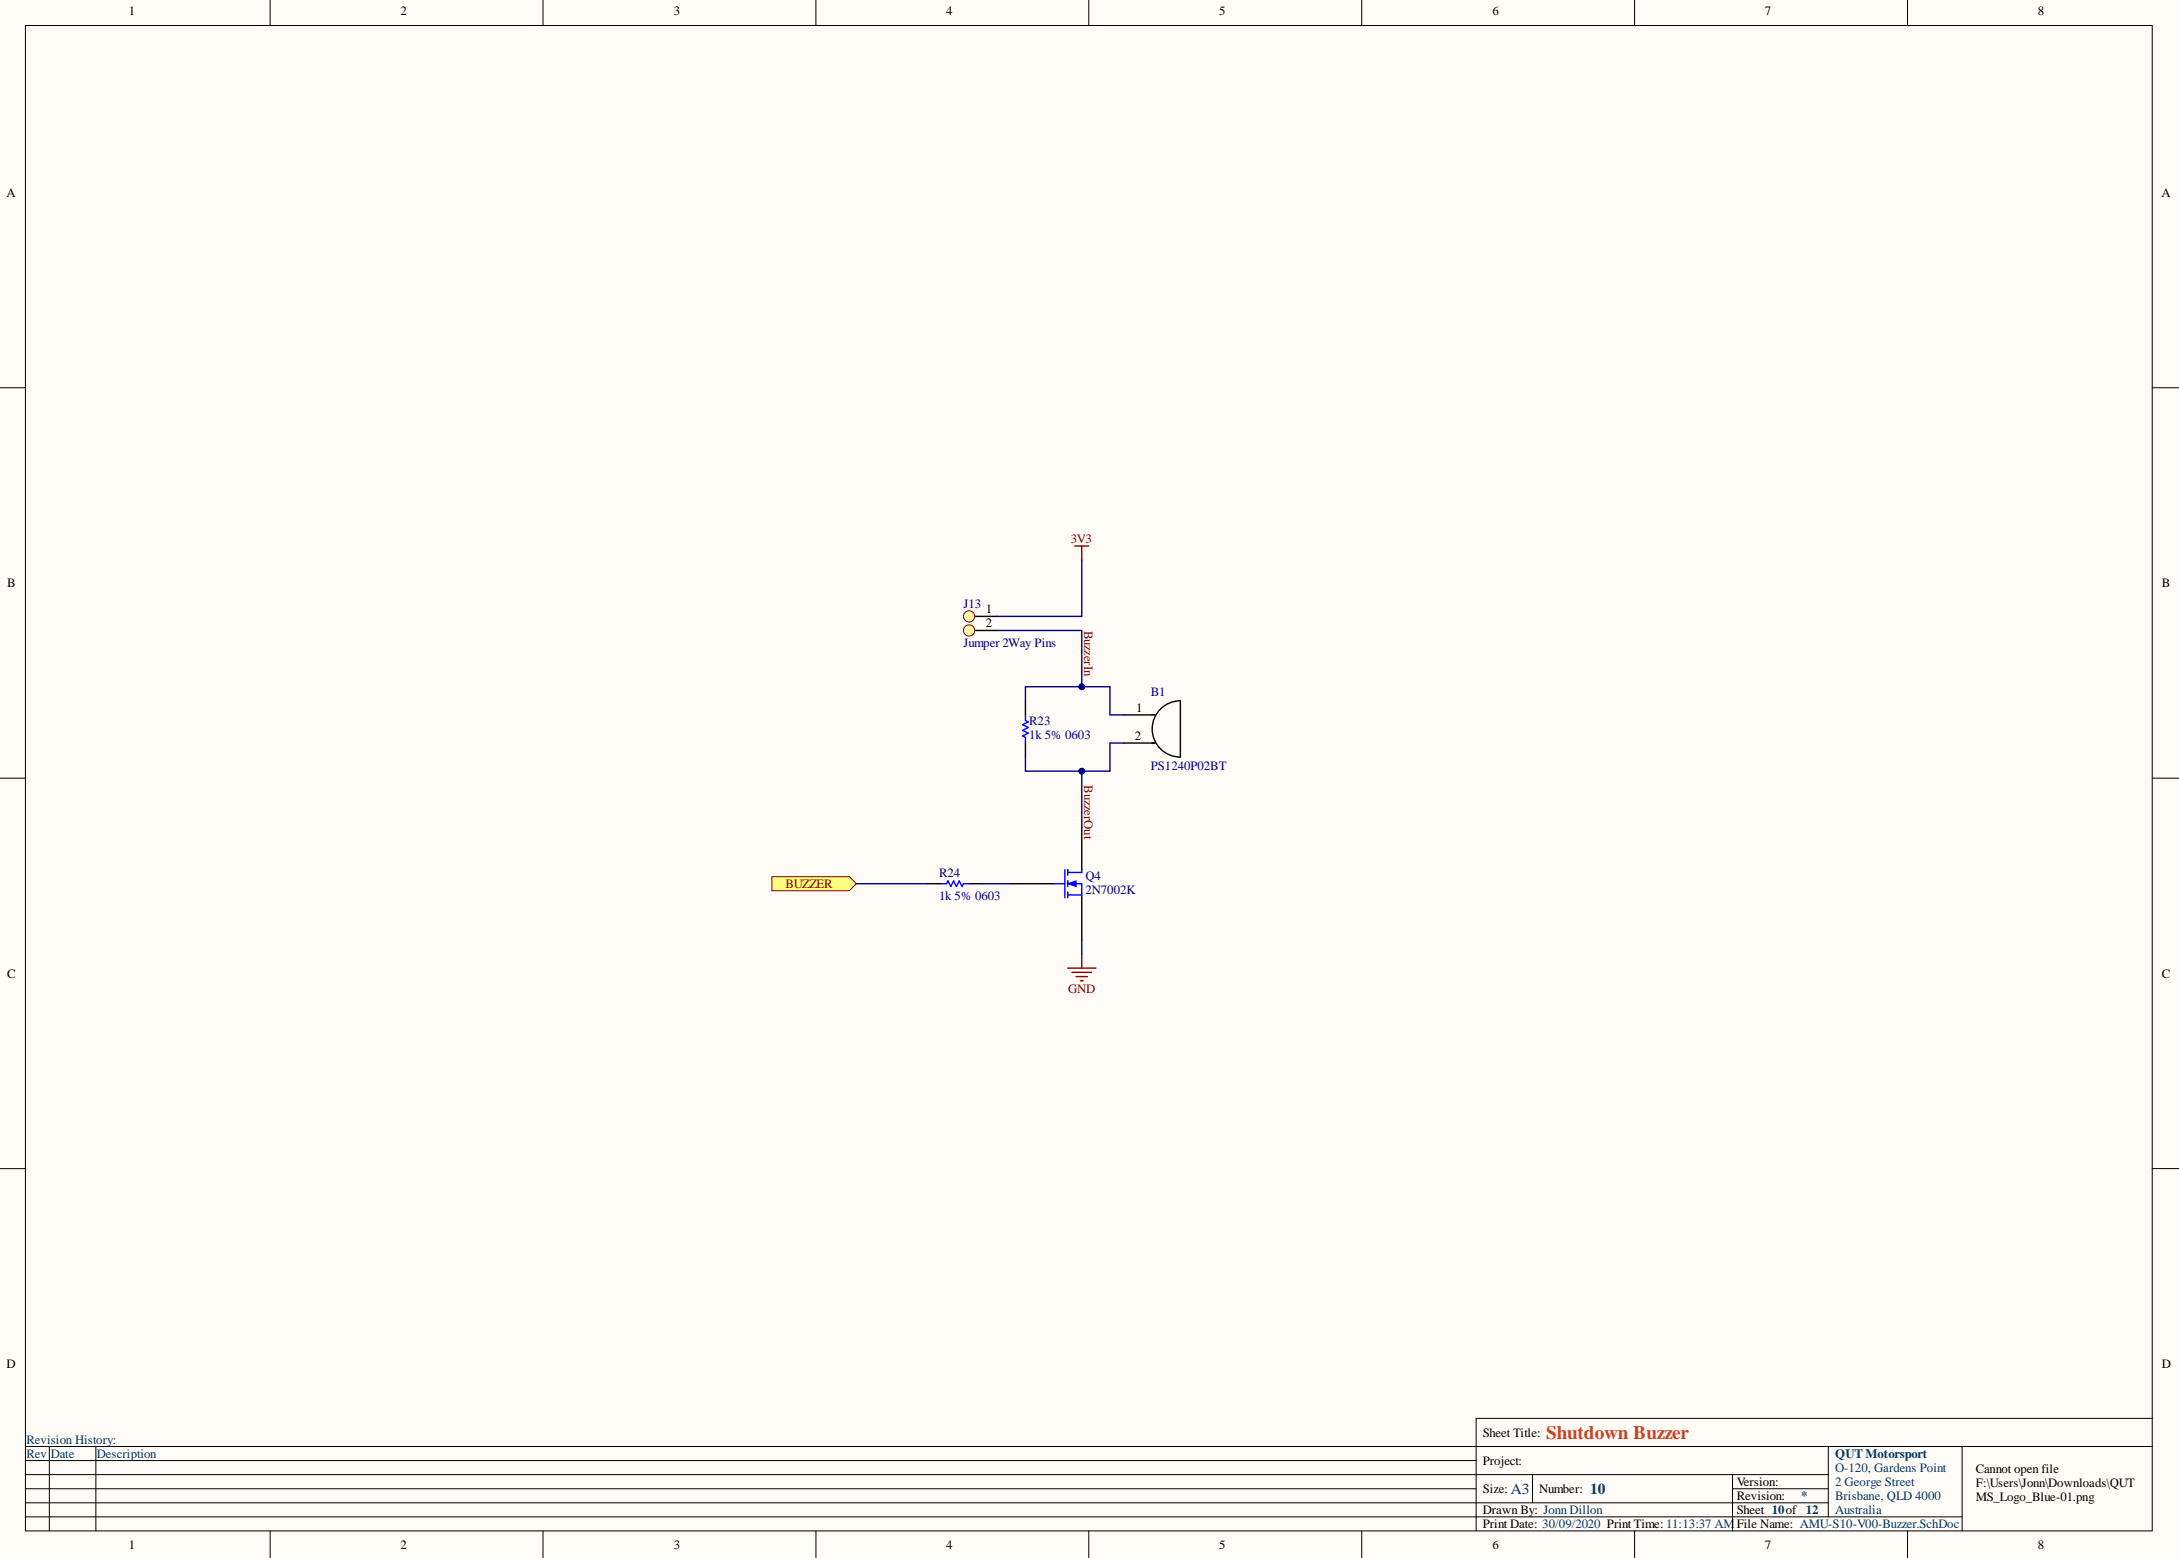 1 2 3 4 5 6 7 8
A A
3V3
B B
J13 1
2
Jumper 2Way Pins
BuzzerIn
B1
1
R23
1k 5% 0603
2
PS1240P02BT
BuzzerOut
R24
Q4
BUZZER
2N7002K
1k 5% 0603
C C
GND
D D
Sheet Title: Shutdown Buzzer
Revision History:
Rev Date Description
Project:
QUT Motorsport
O-120, Gardens Point
2 George Street
Brisbane, QLD 4000
Australia
Cannot open file
F:\Users\Jonn\Downloads\QUT
MS_Logo_Blue-01.png
Size: A3 Number: 10
Version:
Revision: *
Drawn By: Jonn Dillon
Sheet 10 of 12
Print Date: 30/09/2020 Print Time: 11:13:37 AM
File Name: AMU-S10-V00-Buzzer.SchDoc
1 2 3 4 5 6 7 8